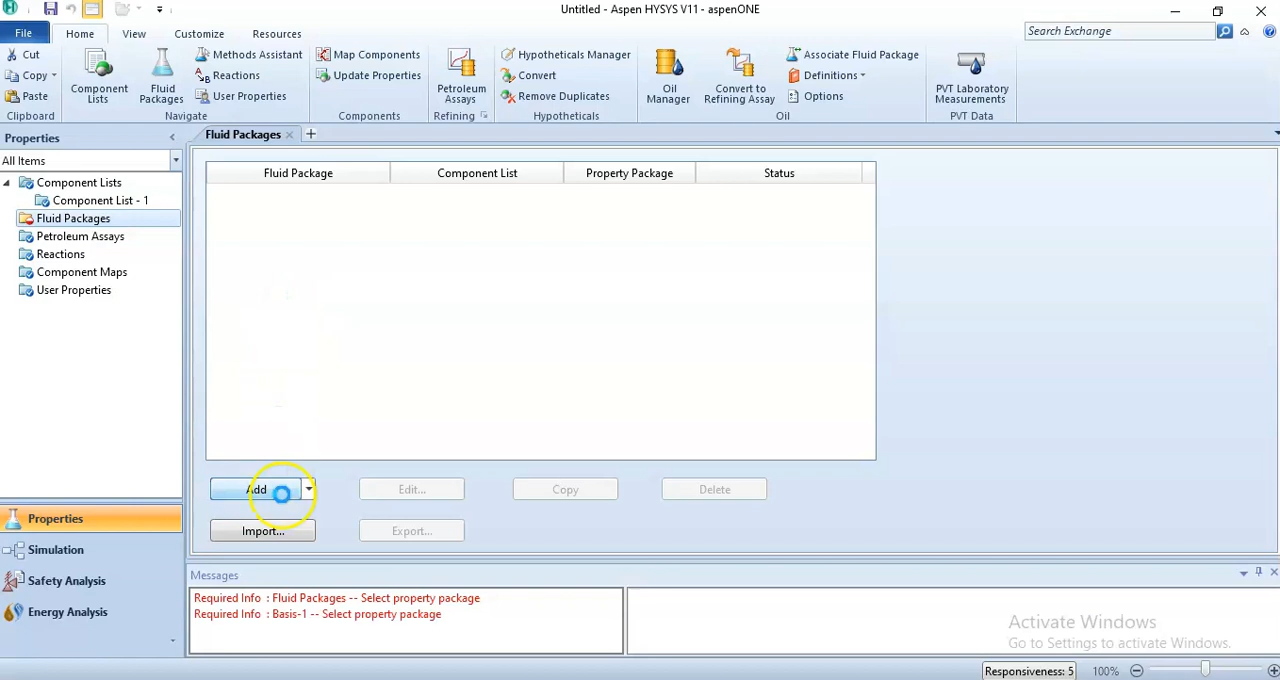 Untitled - Aspen HYSYS V11 - aspenONE
File
Home
View
Customize
Resources
Search Exchange
Cut
Copy
Paste
Clipboard
Component Lists
Fluid Packages
Methods Assistant
Reactions
User Properties
Navigate
Map Components
Update Properties
Components
Petroleum Assays
Refining
Hypotheticals Manager
Convert
Remove Duplicates
Hypotheticals
Oil Manager
Convert to Refining Assay
Associate Fluid Package
Definitions
Options
Oil
PVT Laboratory Measurements
PVT Data
Properties
All Items
Component Lists
Component List - 1
Fluid Packages
Petroleum Assays
Reactions
Component Maps
User Properties
Properties
Simulation
Safety Analysis
Energy Analysis
Fluid Packages
Fluid Package
Component List
Property Package
Status
Add
Edit...
Copy
Delete
Import...
Export...
Messages
Required Info : Fluid Packages -- Select property package
Required Info : Basis-1 -- Select property package
Activate Windows
Go to Settings to activate Windows.
Responsiveness: 5
100%